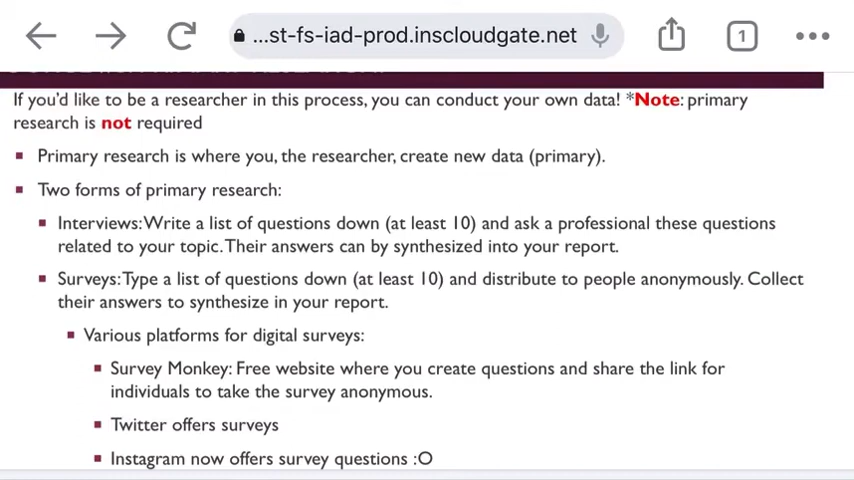 ...st-fs-iad-prod.inscloudgate.net
1
If you'd like to be a researcher in this process, you can conduct your own data! *Note: primary
research is not required
Primary research is where you, the researcher, create new data (primary).
Two forms of primary research:
Interviews: Write a list of questions down (at least 10) and ask a professional these questions
related to your topic. Their answers can by synthesized into your report.
Surveys: Type a list of questions down (at least 10) and distribute to people anonymously. Collect
their answers to synthesize in your report.
Various platforms for digital surveys:
Survey Monkey: Free website where you create questions and share the link for
individuals to take the survey anonymous.
Twitter offers surveys
Instagram now offers survey questions :O